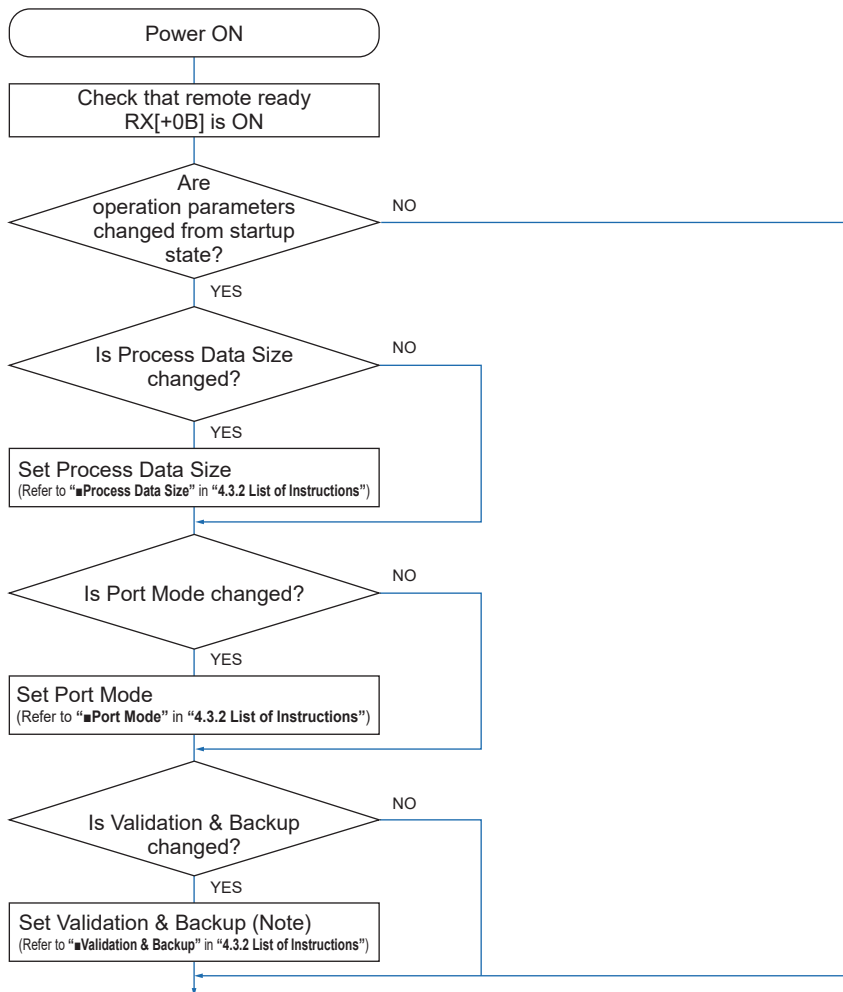 Power ON
Check that remote ready
RX[+0B] is ON
Are
operation parameters
changed from startup
state?
NO
YES
Is Process Data Size
changed?
NO
YES
Set Process Data Size
(Refer to “■Process Data Size” in “4.3.2 List of Instructions”)
Is Port Mode changed?
NO
YES
Set Port Mode
(Refer to “■Port Mode” in “4.3.2 List of Instructions”)
Is Validation & Backup
changed?
NO
YES
Set Validation & Backup (Note)
(Refer to “■Validation & Backup” in “4.3.2 List of Instructions”)